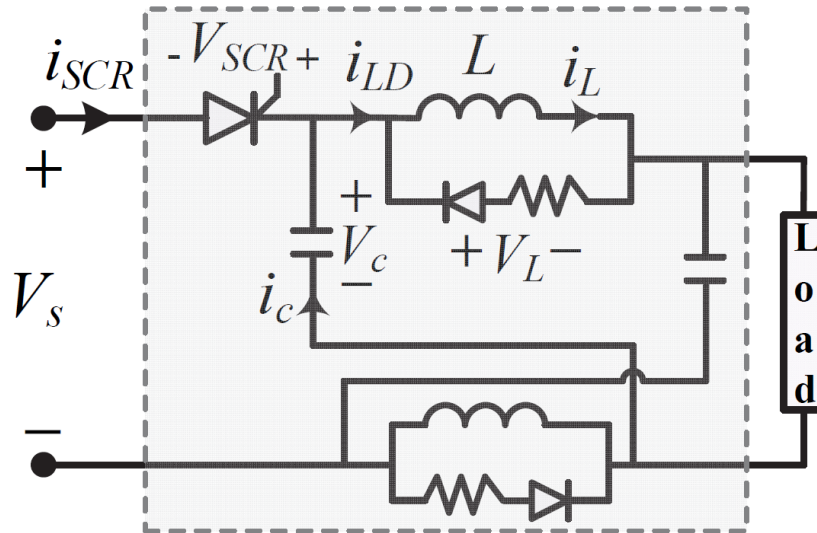 i_SCR
- V_SCR +
i_LD
L
i_L
+
+
V_c
−
+ V_L −
V_s
i_c
−
L
o
a
d